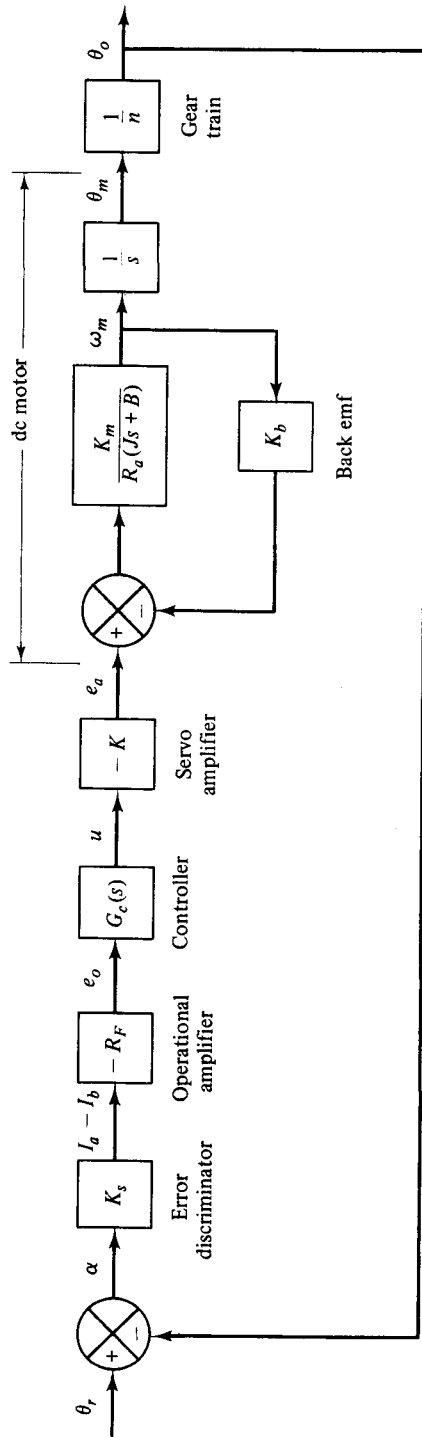 dc motor
θr
+
−
α
Ks
Error
discriminator
Ia − Ib
− RF
Operational
amplifier
eo
Gc(s)
Controller
u
− K
Servo
amplifier
ea
+
−
Km
Ra(Js + B)
ωm
Kb
Back emf
1
s
θm
1
n
Gear
train
θo